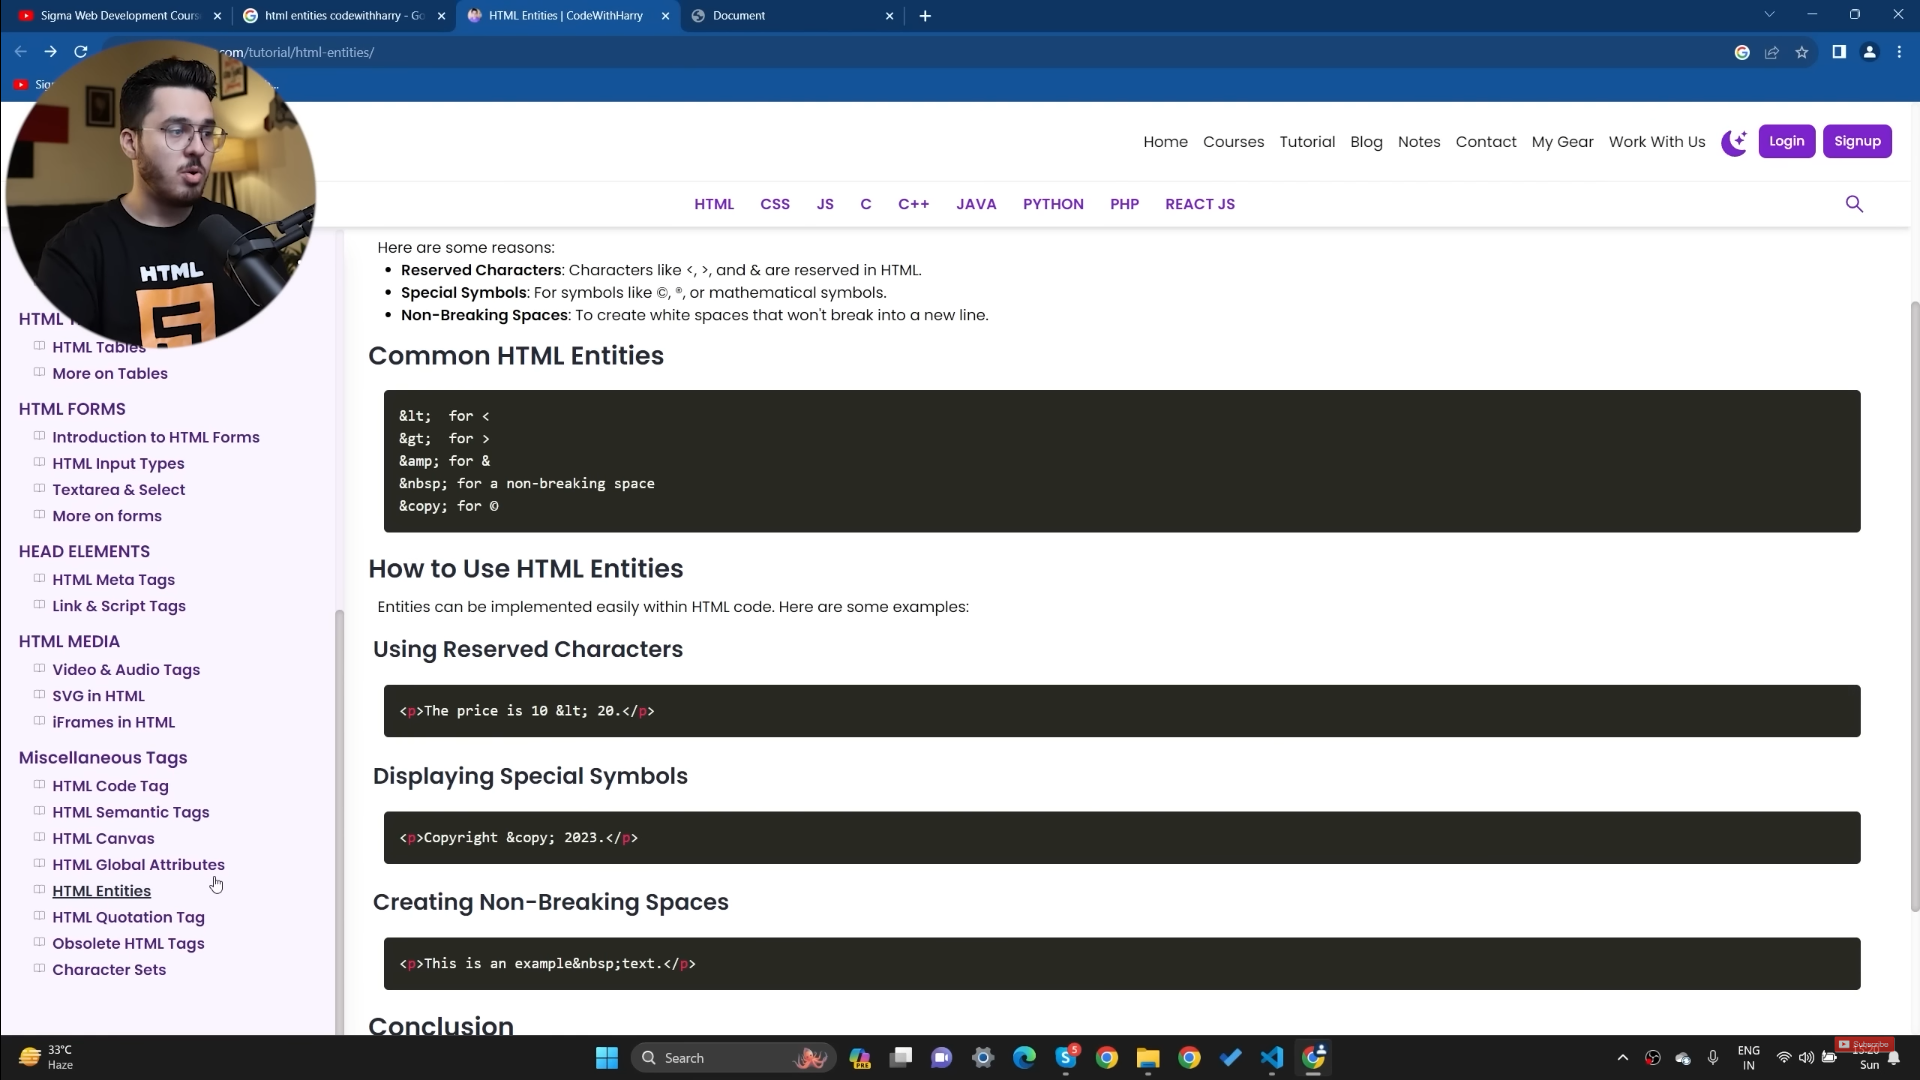 Sigma Web Development Cours
html entities codewithharry - Go
HTML Entities | CodeWithHarry
Document
com/tutorial/html-entities/
Sig
Home Courses Tutorial Blog Notes Contact My Gear Work With Us Login Signup
HTML CSS JS C C++ JAVA PYTHON PHP REACT JS
HTML
HTML T
HTML Tables
More on Tables
HTML FORMS
Introduction to HTML Forms
HTML Input Types
Textarea & Select
More on forms
HEAD ELEMENTS
HTML Meta Tags
Link & Script Tags
HTML MEDIA
Video & Audio Tags
SVG in HTML
iFrames in HTML
Miscellaneous Tags
HTML Code Tag
HTML Semantic Tags
HTML Canvas
HTML Global Attributes
HTML Entities
HTML Quotation Tag
Obsolete HTML Tags
Character Sets
Here are some reasons:
• Reserved Characters: Characters like <, >, and & are reserved in HTML.
• Special Symbols: For symbols like ©, ®, or mathematical symbols.
• Non-Breaking Spaces: To create white spaces that won't break into a new line.
Common HTML Entities
&lt;  for <
&gt;  for >
&amp; for &
&nbsp; for a non-breaking space
&copy; for ©
How to Use HTML Entities
Entities can be implemented easily within HTML code. Here are some examples:
Using Reserved Characters
<p>The price is 10 &lt; 20.</p>
Displaying Special Symbols
<p>Copyright &copy; 2023.</p>
Creating Non-Breaking Spaces
<p>This is an example&nbsp;text.</p>
Conclusion
33°C
Haze
Search
PRE
5
ENG
IN
Subscribe
Sun